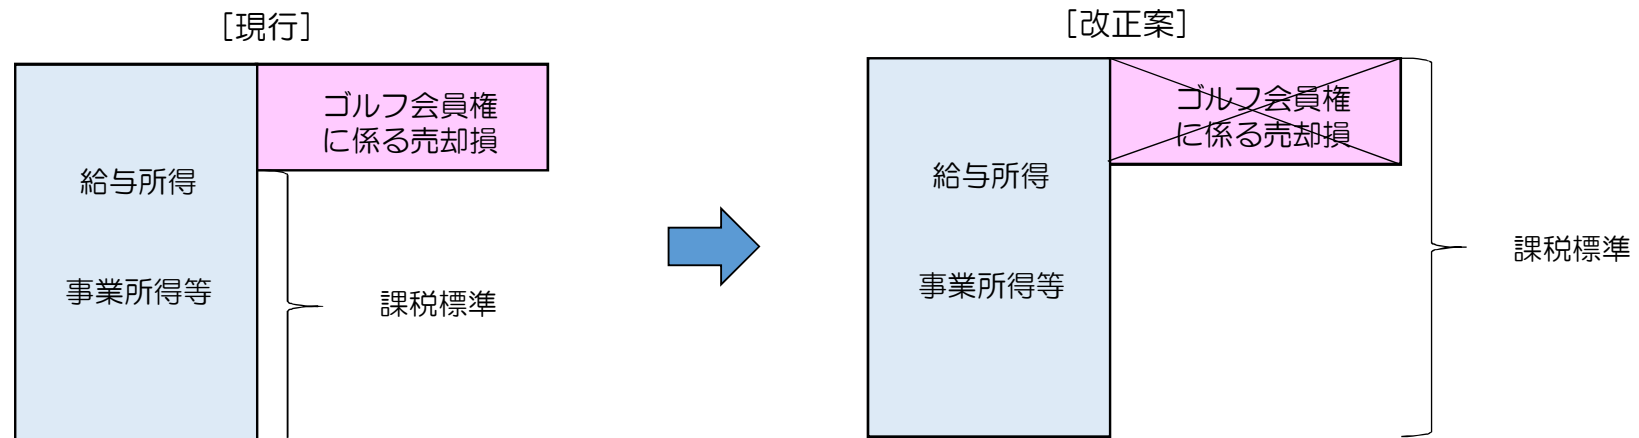 ［現行］
ゴルフ会員権
に係る売却損
給与所得
事業所得等
課税標準
［改正案］
ゴルフ会員権
に係る売却損
給与所得
事業所得等
課税標準